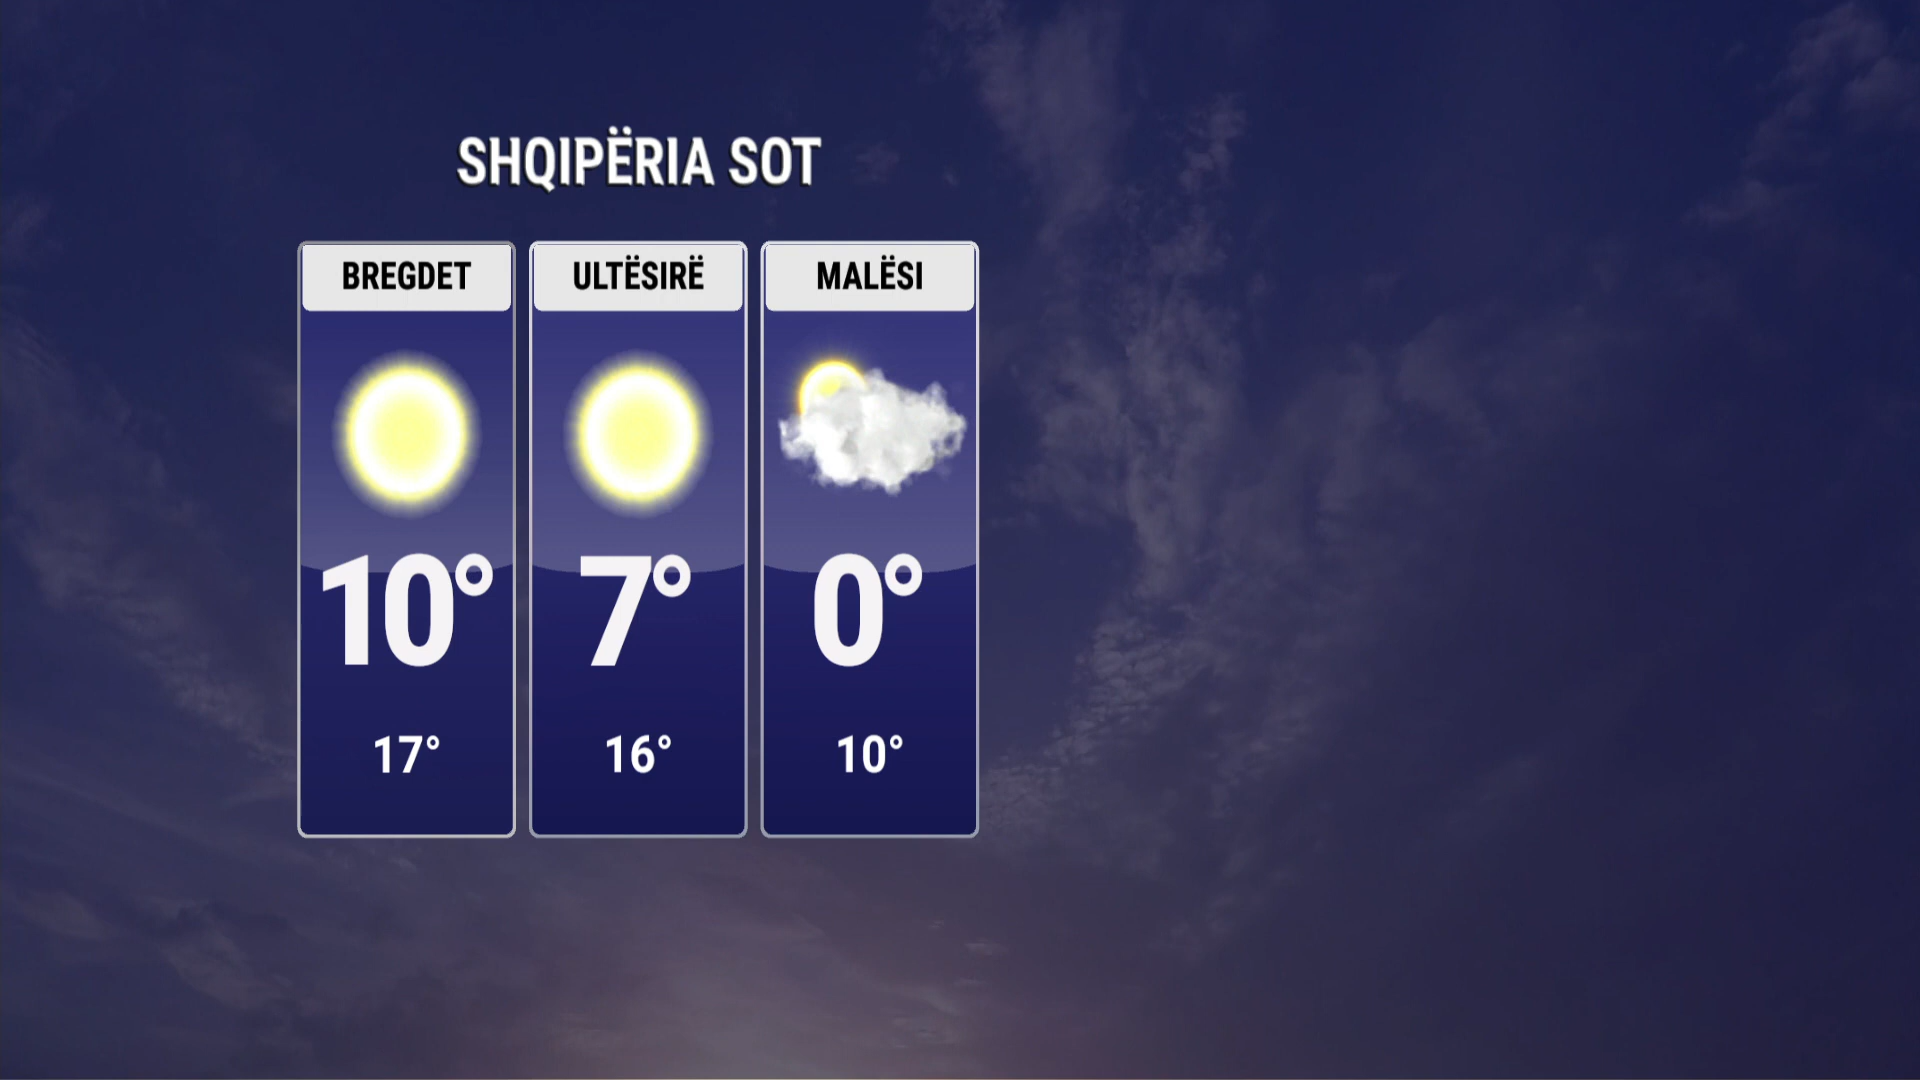 SHQIPËRIA SOT
BREGDET ULTËSIRË MALËSI
10° 7° 0°
17° 16° 10°